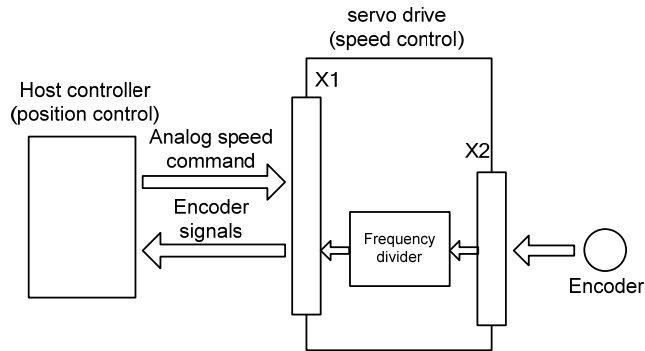 servo drive
(speed control)
X1
Host controller
(position control)
Analog speed
command
X2
Encoder
signals
Frequency
divider
Encoder